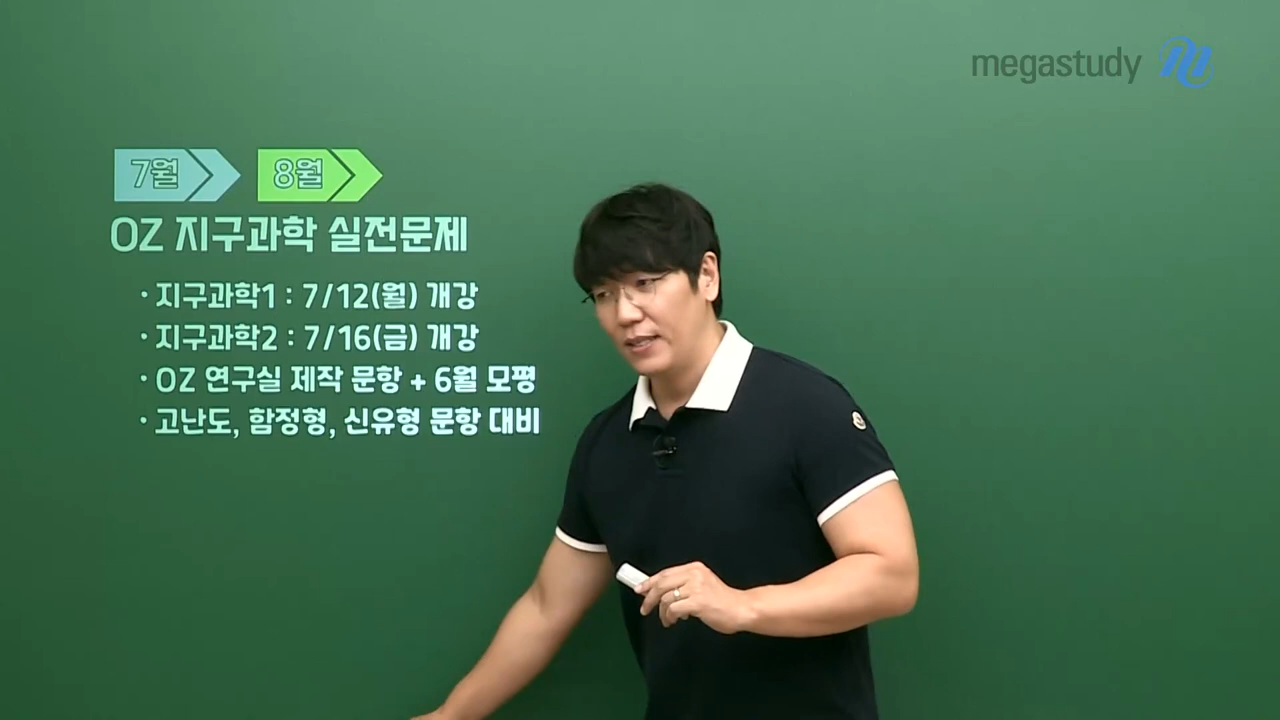 megastudy
7월 8월
OZ 지구과학 실전문제
· 지구과학1 : 7/12(월) 개강
· 지구과학2 : 7/16(금) 개강
· OZ 연구실 제작 문항 + 6월 모평
· 고난도, 함정형, 신유형 문항 대비